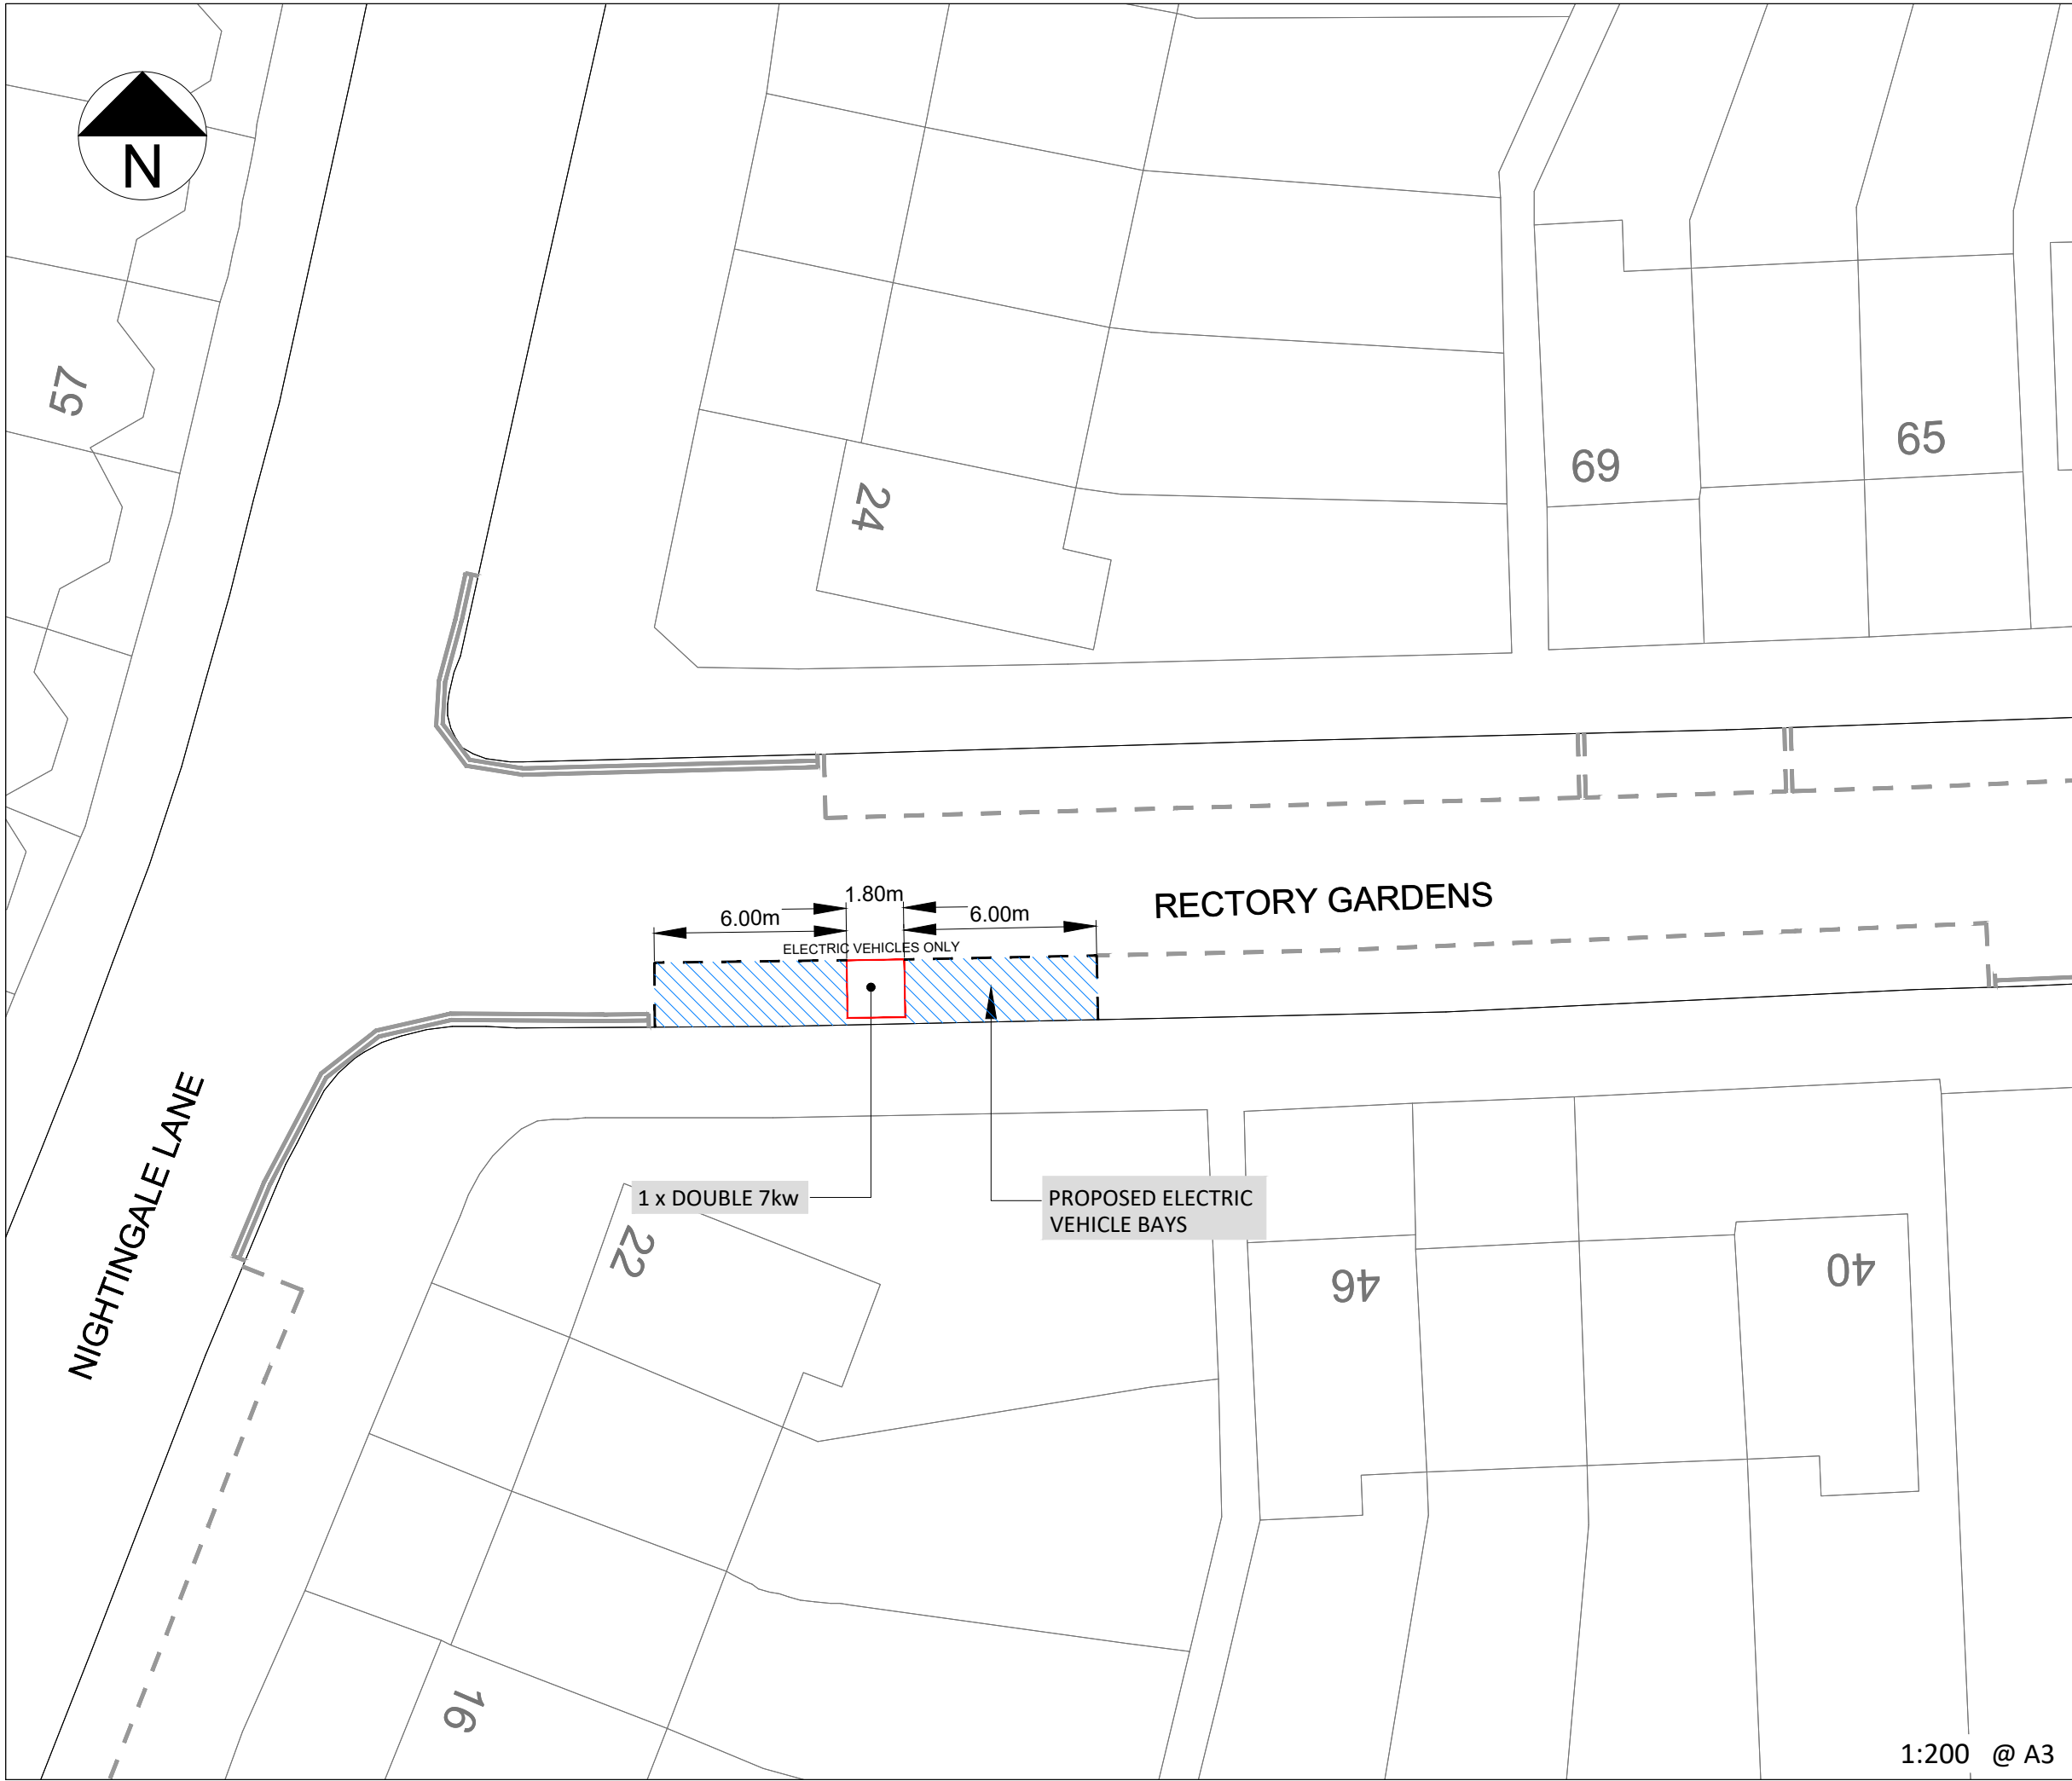 N
57
24
69
65
1.80m
6.00m
6.00m
RECTORY GARDENS
ELECTRIC VEHICLES ONLY
NIGHTINGALE LANE
1 x DOUBLE 7kw
PROPOSED ELECTRIC
VEHICLE BAYS
22
46
40
16
1:200 @ A3